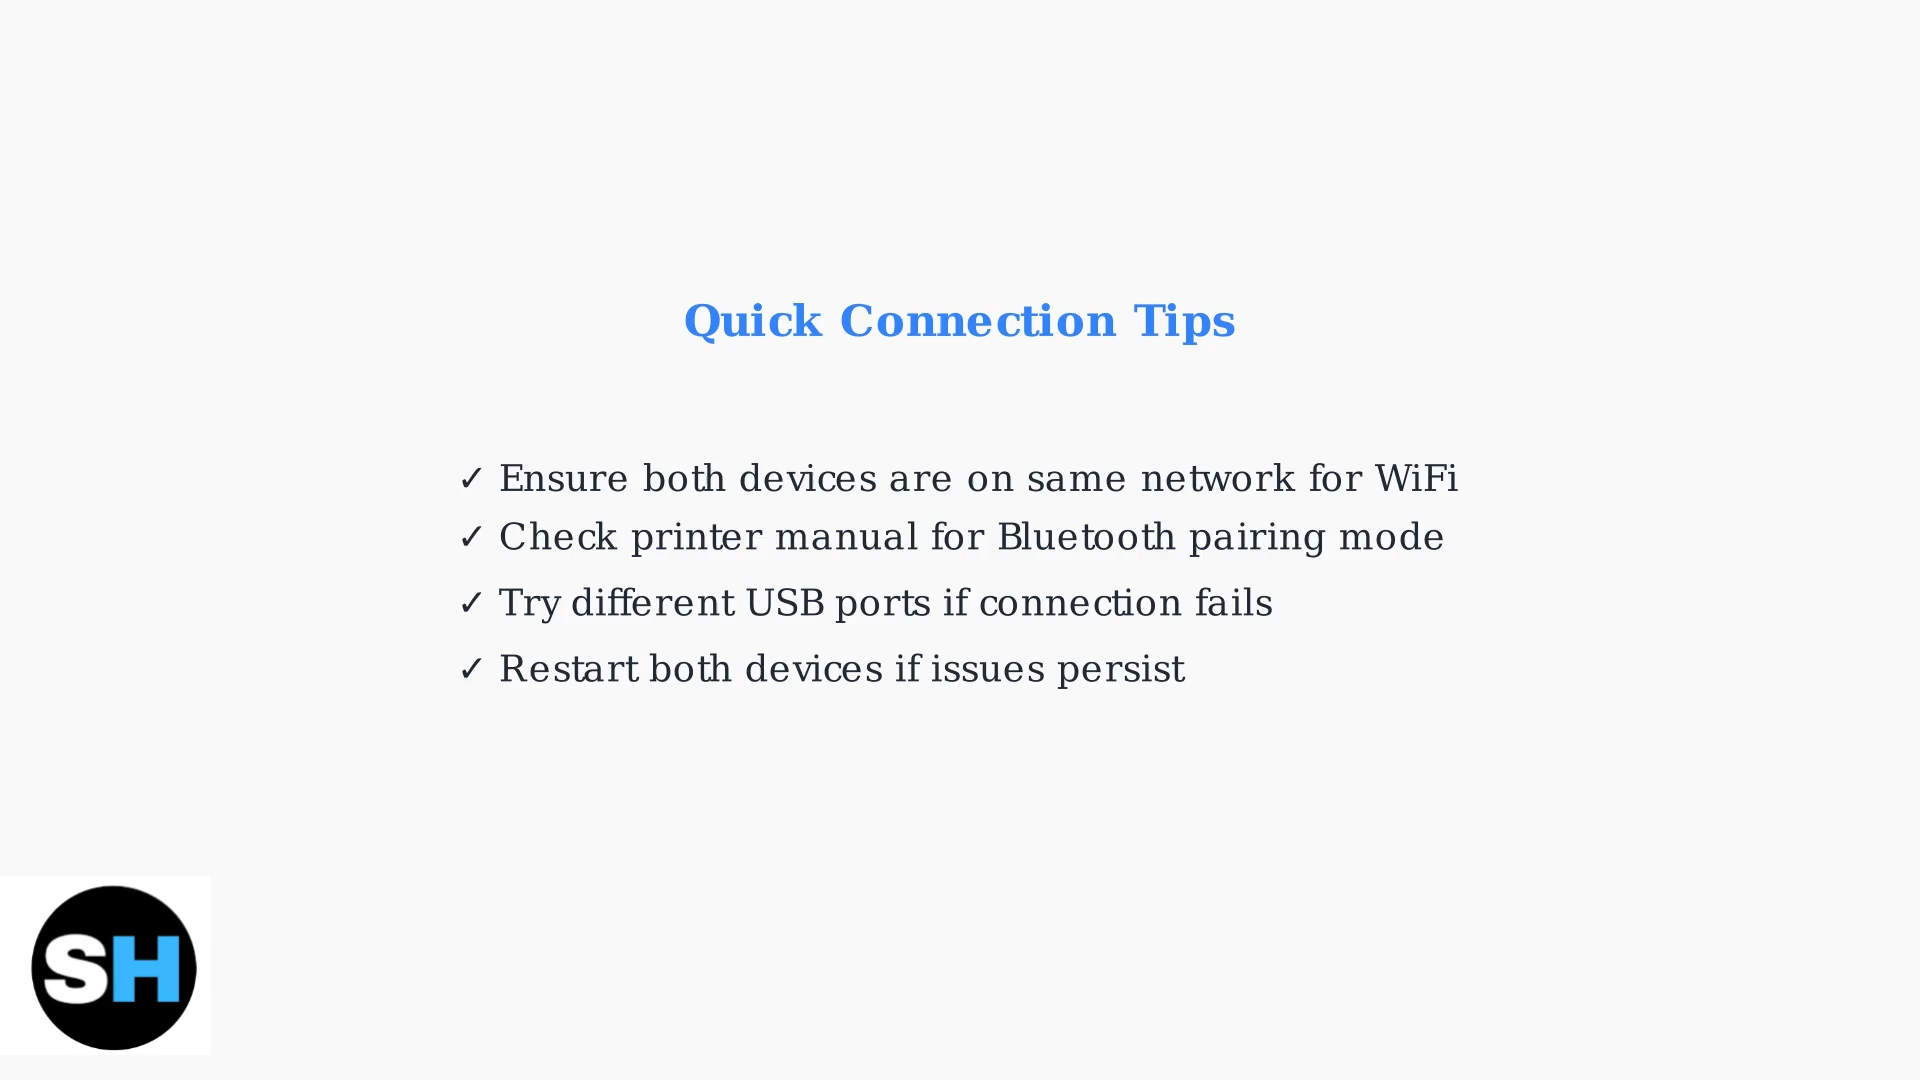 Quick Connection Tips
✓ Ensure both devices are on same network for WiFi
✓ Check printer manual for Bluetooth pairing mode
✓ Try different USB ports if connection fails
✓ Restart both devices if issues persist
SH